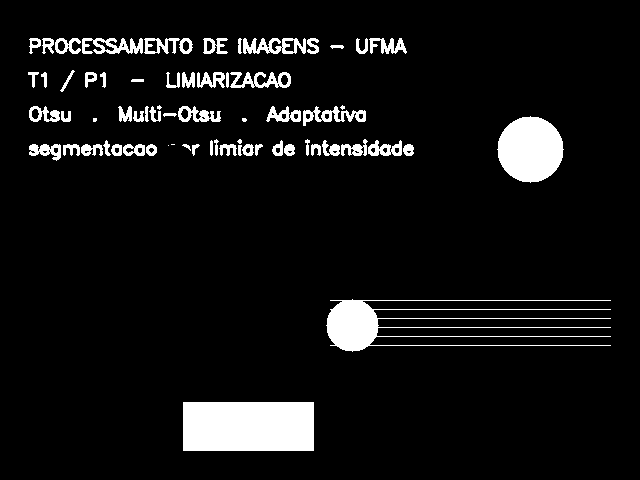 PROCESSAMENTO DE IMAGENS - UFMA
T1 / P1 - LIMIARIZACAO
Otsu . Multi-Otsu . Adaptativa
segmentacao limiar de intensidade